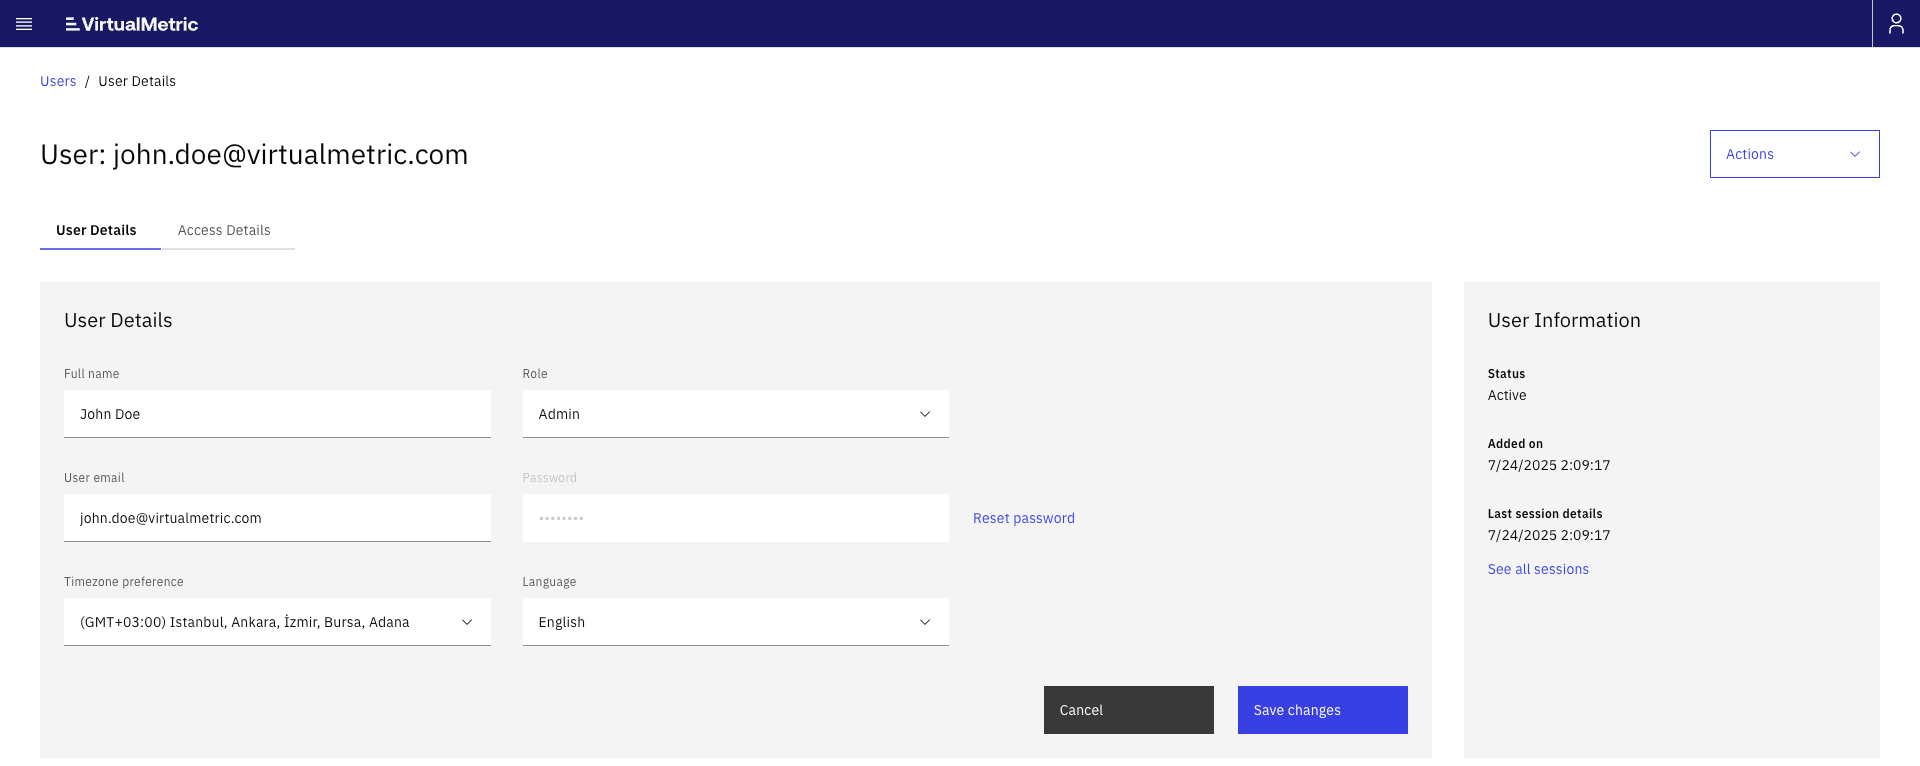 VirtualMetric
Users / User Details
User: john.doe@virtualmetric.com
Actions
User Details
Access Details
User Details
Full name
John Doe
Role
Admin
User email
john.doe@virtualmetric.com
Password
••••••••
Reset password
Timezone preference
(GMT+03:00) Istanbul, Ankara, İzmir, Bursa, Adana
Language
English
Cancel
Save changes
User Information
Status
Active
Added on
7/24/2025 2:09:17
Last session details
7/24/2025 2:09:17
See all sessions